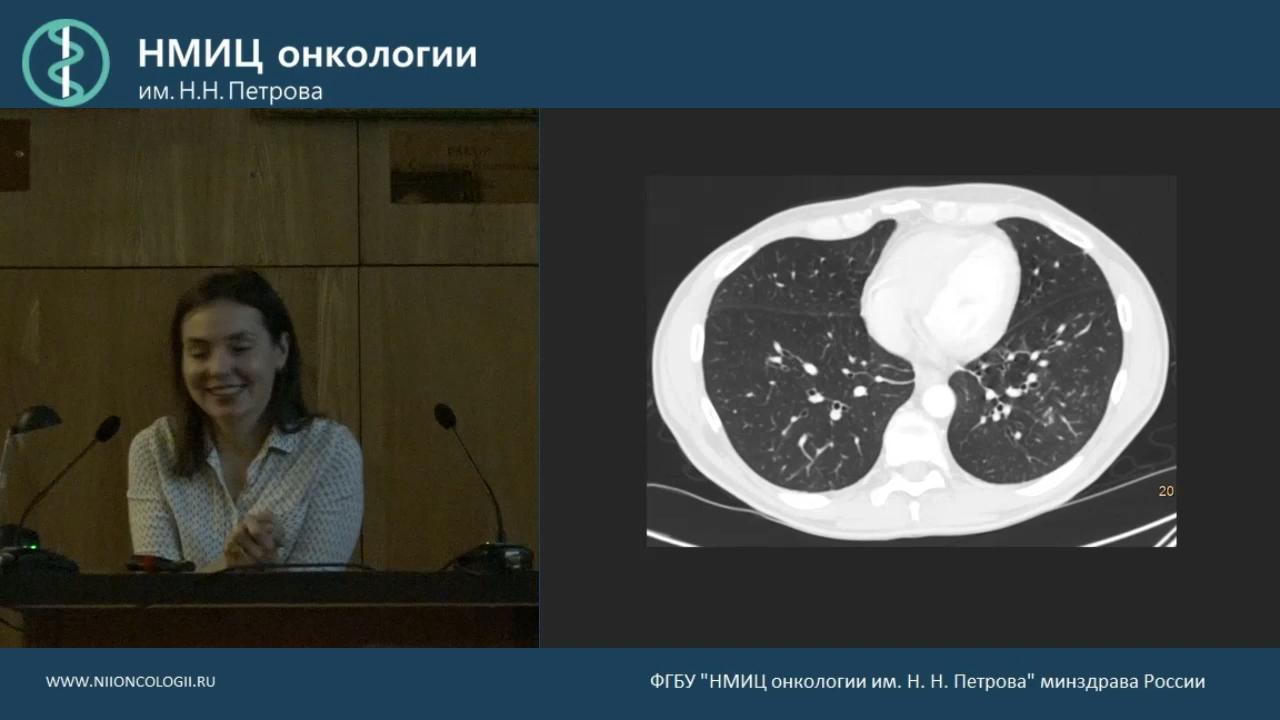 НМИЦ онкологии
им. Н.Н. Петрова
20
WWW.NIIONCOLOGII.RU
ФГБУ "НМИЦ онкологии им. Н. Н. Петрова" минздрава России